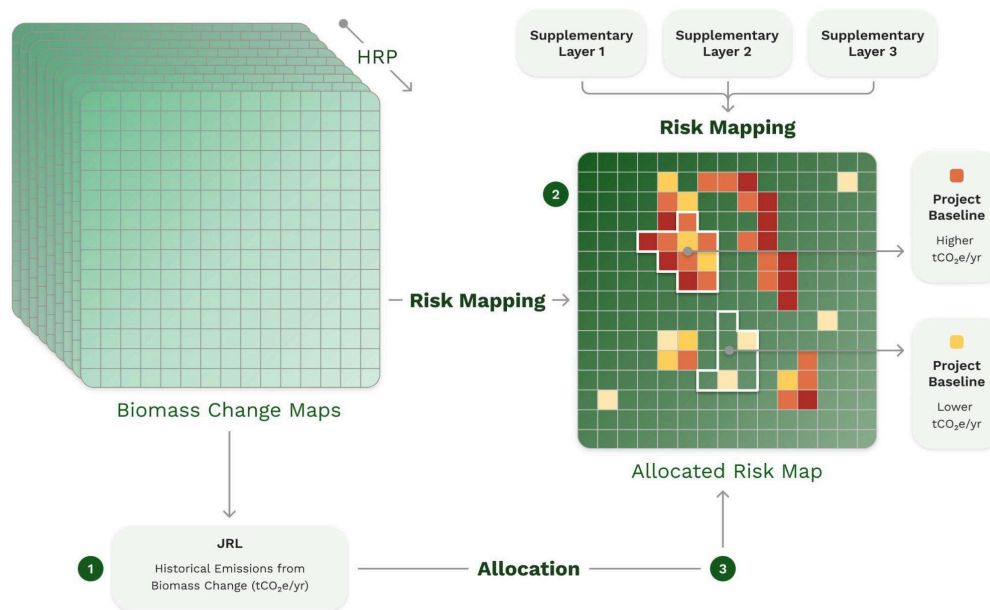 HRP
Biomass Change Maps
Supplementary
Layer 1
Supplementary
Layer 2
Supplementary
Layer 3
Risk Mapping
2
Risk Mapping
Project
Baseline
Higher
tCO₂e/yr
Project
Baseline
Lower
tCO₂e/yr
Allocated Risk Map
1
JRL
Historical Emissions from
Biomass Change (tCO₂e/yr)
Allocation
3